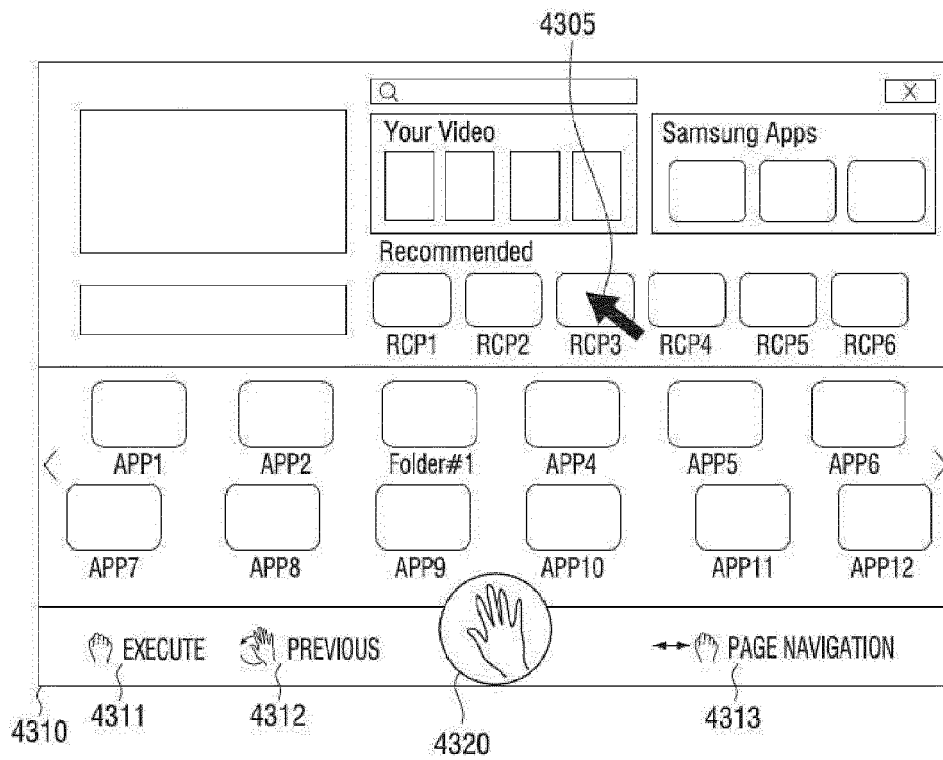 4305
X
Your Video
Samsung Apps
Recommended
RCP1 RCP2 RCP3 RCP4 RCP5 RCP6
APP1 APP2 Folder#1 APP4 APP5 APP6
APP7 APP8 APP9 APP10 APP11 APP12
EXECUTE PREVIOUS PAGE NAVIGATION
4310 4311 4312 4320 4313